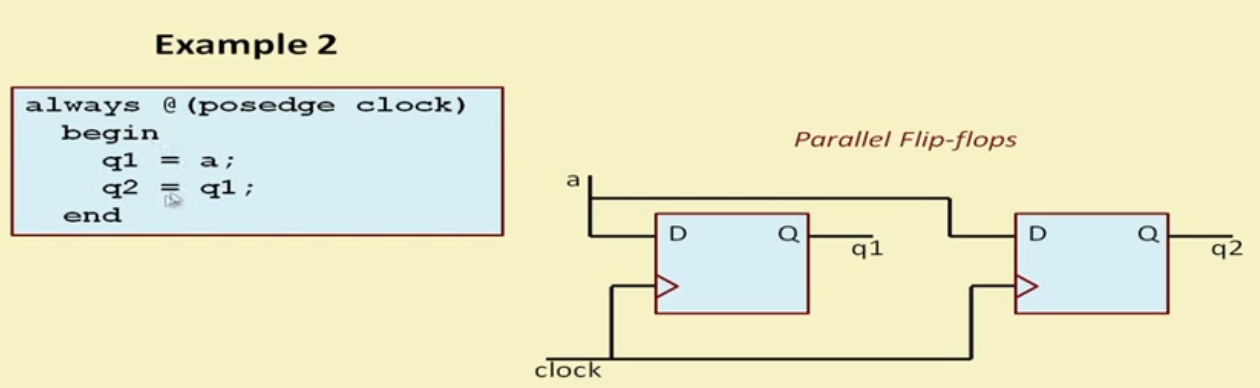 Example 2
always @(posedge clock)
begin
q1 = a;
q2 = q1;
end
Parallel Flip-flops
a
D Q
q1
D Q
q2
clock